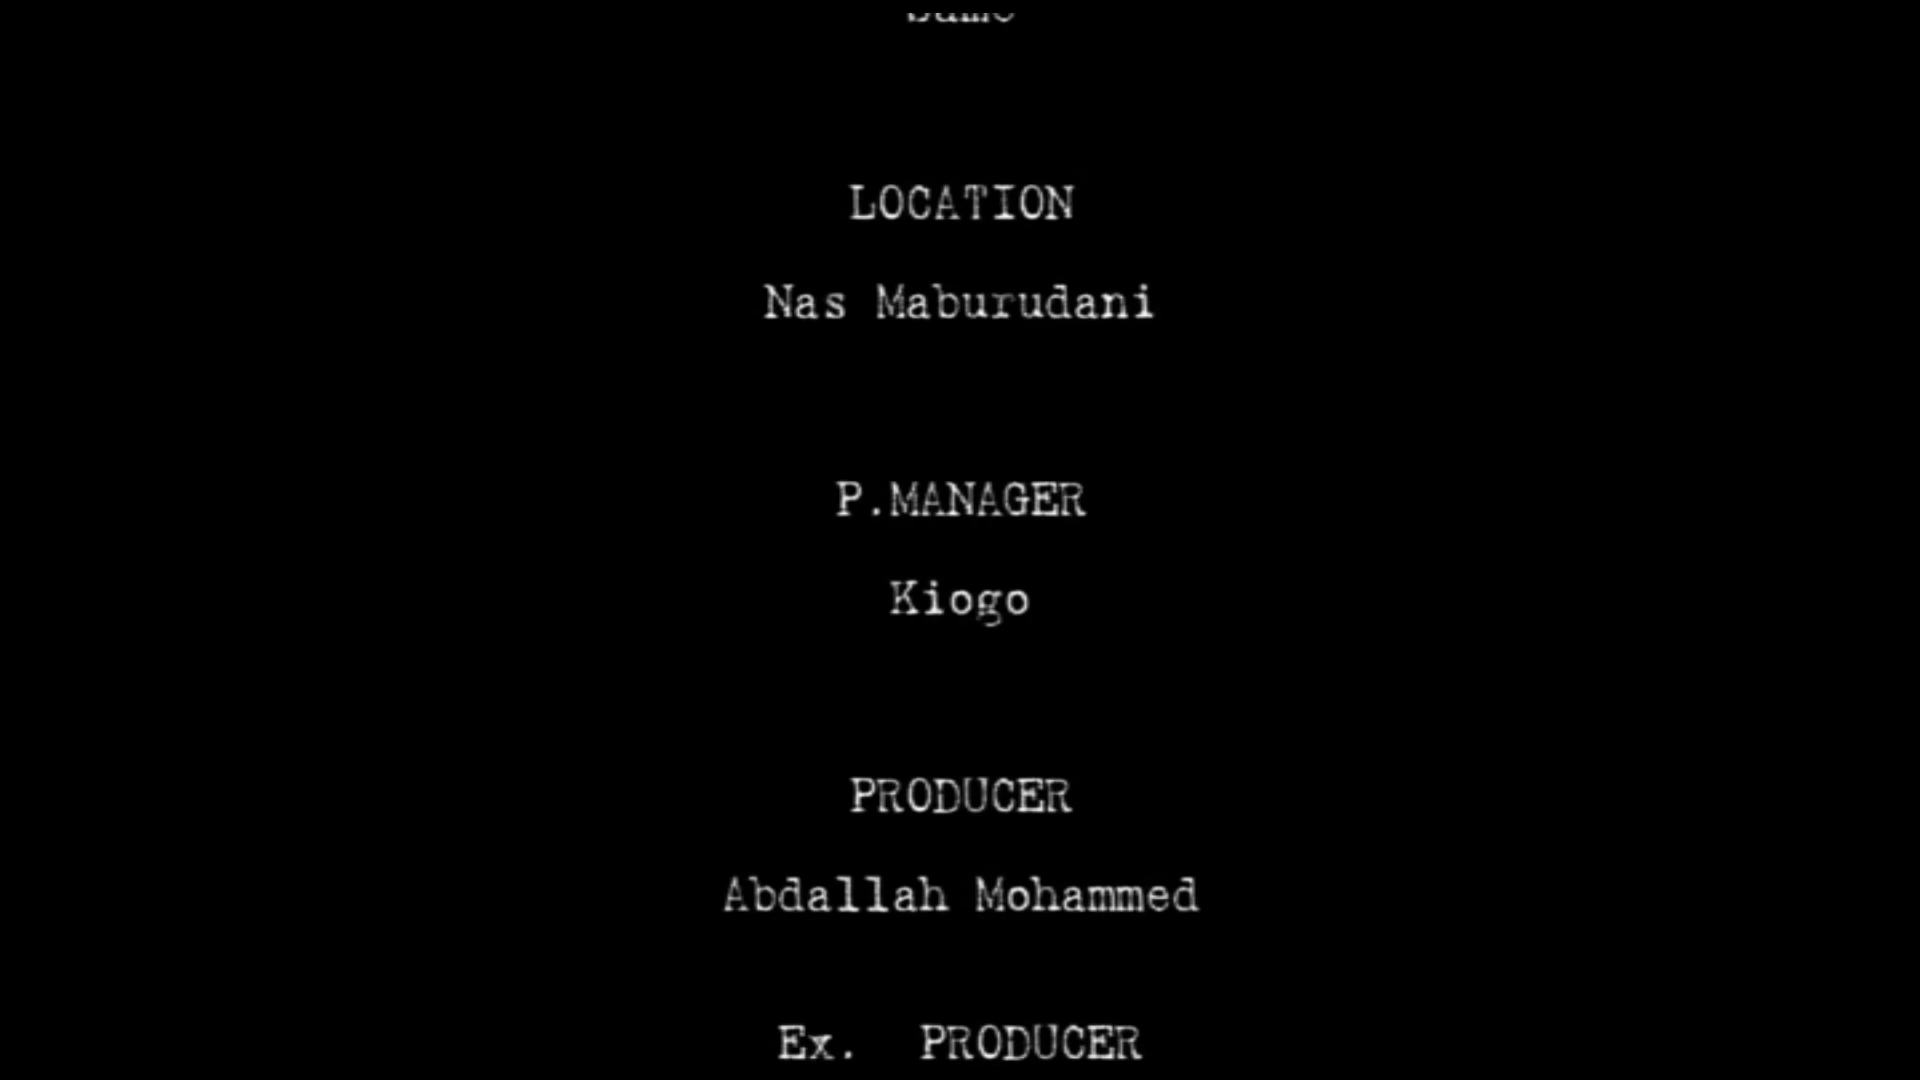 LOCATION
Nas Maburudani
P.MANAGER
Kiogo
PRODUCER
Abdallah Mohammed
Ex. PRODUCER